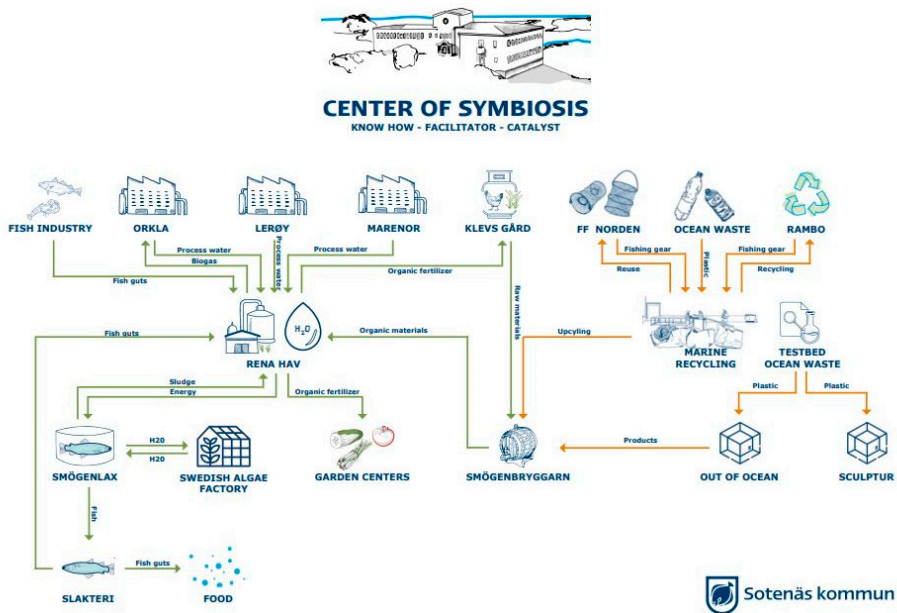 CENTER OF SYMBIOSIS
KNOW HOW - FACILITATOR - CATALYST
FISH INDUSTRY
ORKLA
LERØY
MARENOR
KLEVS GÅRD
FF NORDEN
OCEAN WASTE
RAMBO
Process water
Biogas
Process water
Process water
Fish guts
Organic fertilizer
Fishing gear
Reuse
Plastic
Fishing gear
Recycling
Raw materials
H₂O
Fish guts
Organic materials
Upcyling
RENA HAV
MARINE
RECYCLING
TESTBED
OCEAN WASTE
Sludge
Energy
Organic fertilizer
Plastic
Plastic
H20
H20
Products
SMÖGENLAX
SWEDISH ALGAE
FACTORY
GARDEN CENTERS
SMÖGENBRYGGARN
OUT OF OCEAN
SCULPTUR
Fish
Fish guts
SLAKTERI
FOOD
Sotenäs kommun